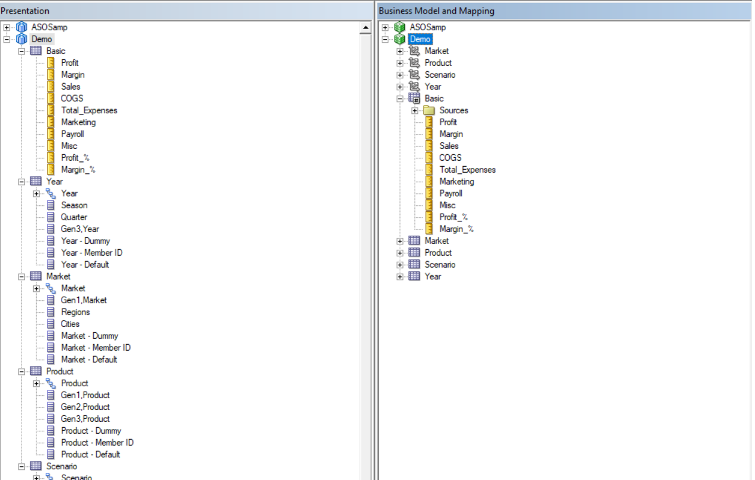 Presentation
ASOSamp
Demo
Basic
Profit
Margin
Sales
COGS
Total_Expenses
Marketing
Payroll
Misc
Profit_%
Margin_%
Year
Year
Season
Quarter
Gen3,Year
Year - Dummy
Year - Member ID
Year - Default
Market
Market
Gen1,Market
Regions
Cities
Market - Dummy
Market - Member ID
Market - Default
Product
Product
Gen1,Product
Gen2,Product
Gen3,Product
Product - Dummy
Product - Member ID
Product - Default
Scenario
Scenario
Business Model and Mapping
ASOSamp
Demo
Market
Product
Scenario
Year
Basic
Sources
Profit
Margin
Sales
COGS
Total_Expenses
Marketing
Payroll
Misc
Profit_%
Margin_%
Market
Product
Scenario
Year